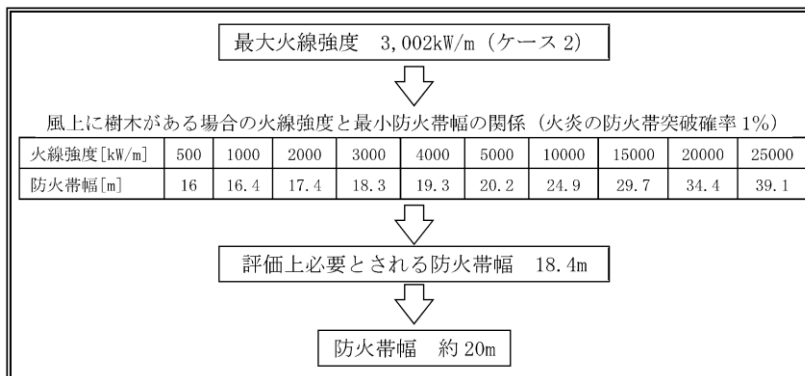 最大火線強度　3,002kW/m（ケース2）
風上に樹木がある場合の火線強度と最小防火帯幅の関係（火炎の防火帯突破確率1%）
火線強度[kW/m] 500 1000 2000 3000 4000 5000 10000 15000 20000 25000
防火帯幅[m] 16 16.4 17.4 18.3 19.3 20.2 24.9 29.7 34.4 39.1
評価上必要とされる防火帯幅　18.4m
防火帯幅　約20m